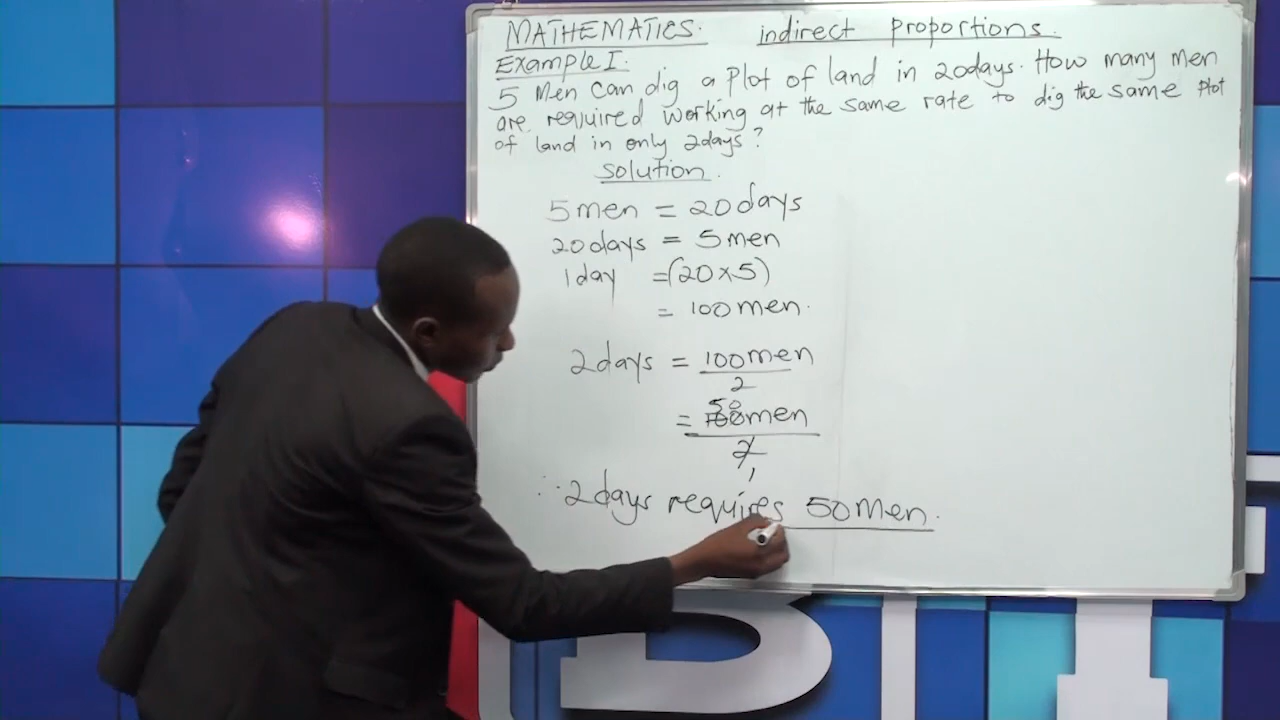 MATHEMATICS. indirect proportions.
Example I.
5 Men can dig a Plot of land in 20days. How many Men
are required working at the same rate to dig the same Plot
of land in only 2days?
Solution.
5men = 20days
20days = 5men
1day =(20×5)
= 100men.
2days = 100men
2
= 50
100men
2
1
∴ 2days requires 50Men.